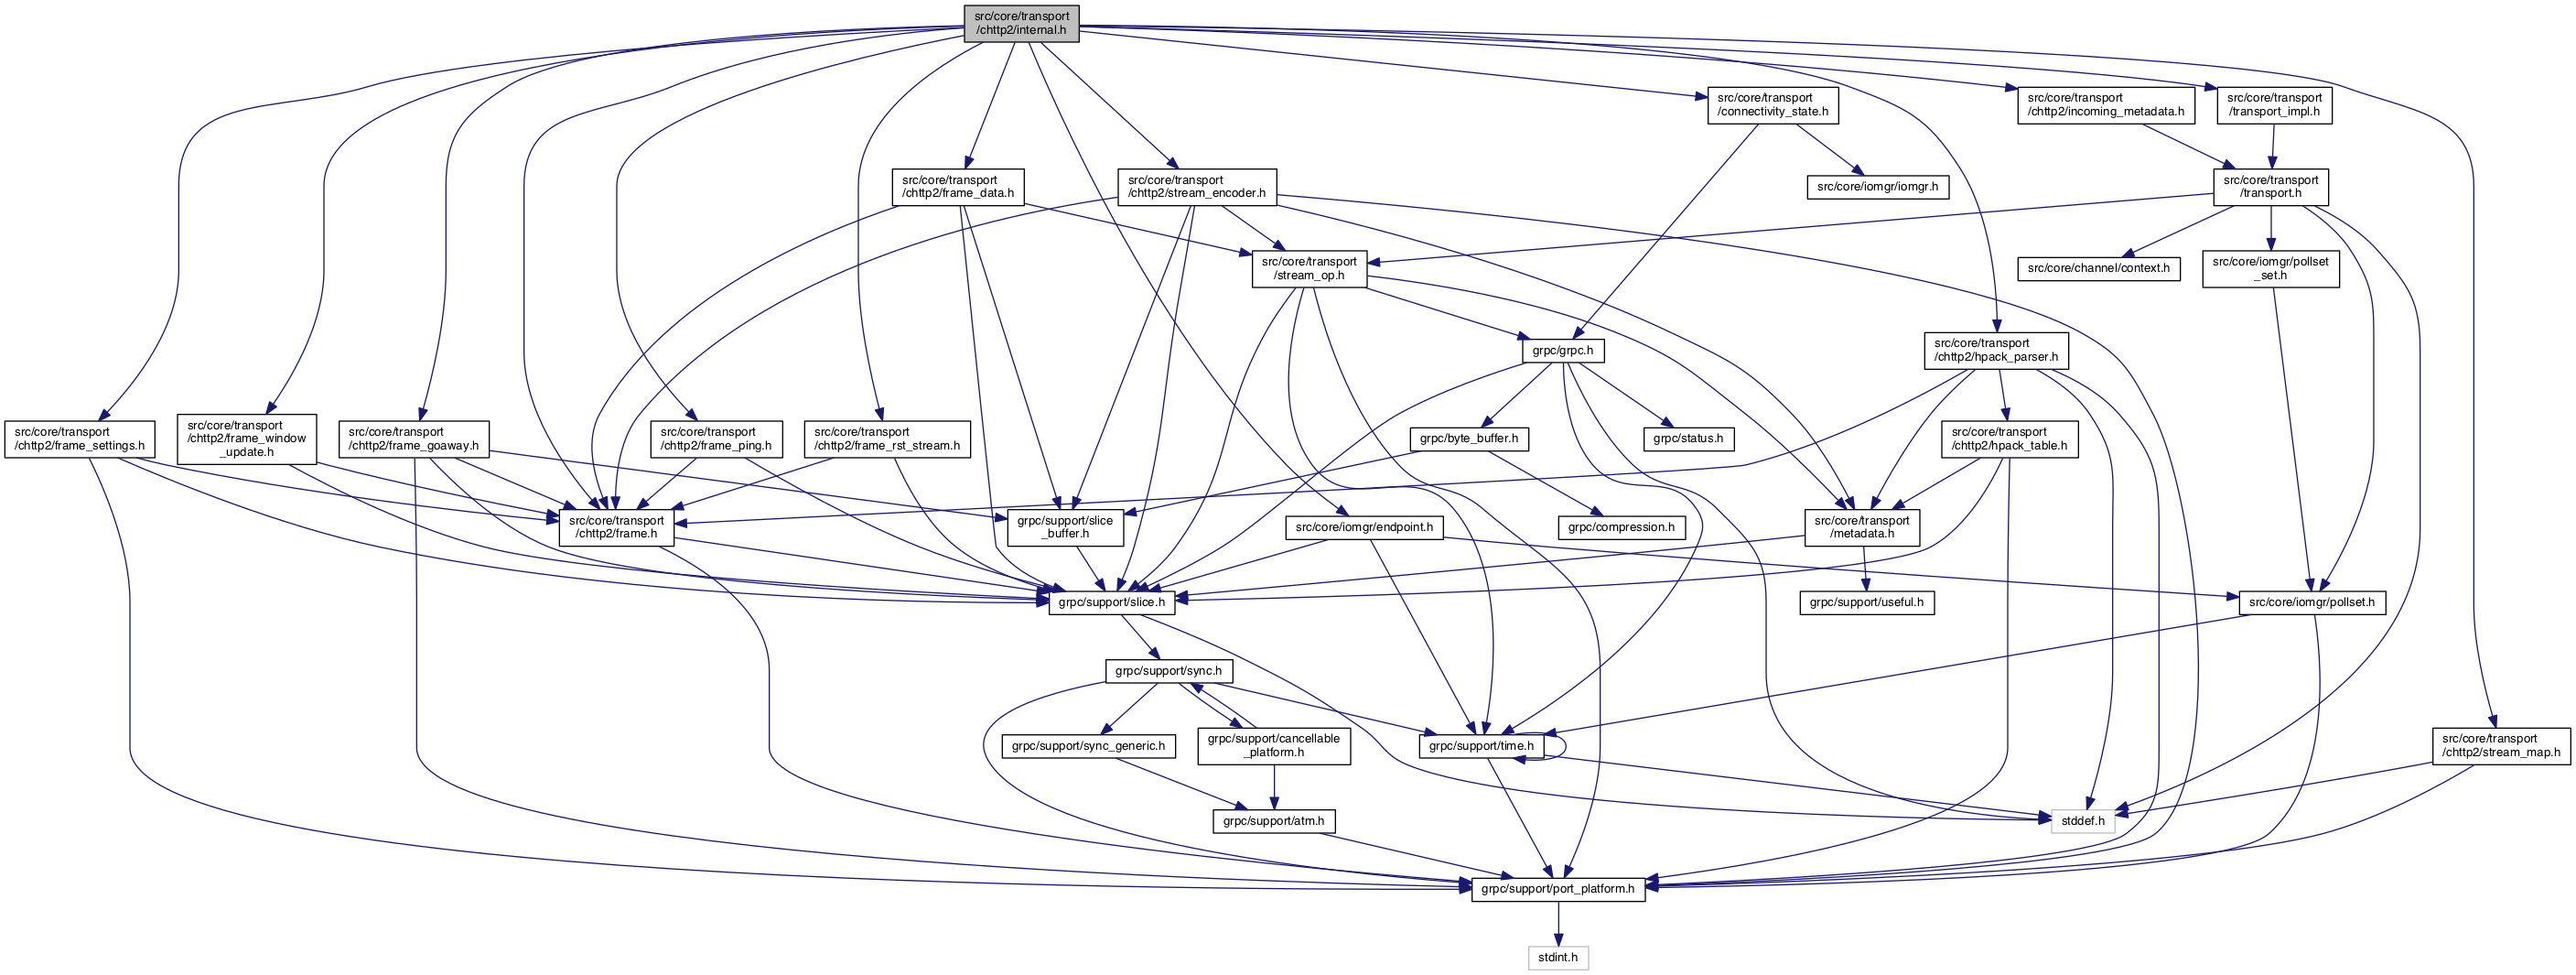 src/core/transport
/chttp2/internal.h
src/core/transport
/connectivity_state.h
src/core/transport
/chttp2/incoming_metadata.h
src/core/transport
/transport_impl.h
src/core/transport
/chttp2/frame_data.h
src/core/transport
/chttp2/stream_encoder.h
src/core/iomgr/iomgr.h
src/core/transport
/transport.h
src/core/transport
/stream_op.h
src/core/channel/context.h
src/core/iomgr/pollset
_set.h
grpc/grpc.h
src/core/transport
/chttp2/hpack_parser.h
src/core/transport
/chttp2/frame_settings.h
src/core/transport
/chttp2/frame_window
_update.h
src/core/transport
/chttp2/frame_goaway.h
src/core/transport
/chttp2/frame_ping.h
src/core/transport
/chttp2/frame_rst_stream.h
grpc/byte_buffer.h
grpc/status.h
src/core/transport
/chttp2/hpack_table.h
src/core/transport
/chttp2/frame.h
grpc/support/slice
_buffer.h
src/core/iomgr/endpoint.h
grpc/compression.h
src/core/transport
/metadata.h
grpc/support/slice.h
grpc/support/useful.h
src/core/iomgr/pollset.h
grpc/support/sync.h
grpc/support/sync_generic.h
grpc/support/cancellable
_platform.h
grpc/support/time.h
src/core/transport
/chttp2/stream_map.h
grpc/support/atm.h
stddef.h
grpc/support/port_platform.h
stdint.h